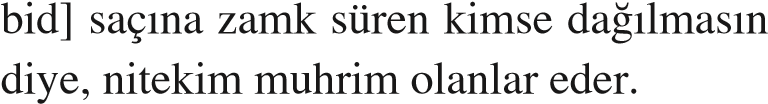 bid] saçına zamk süren kimse dağılmasın
diye, nitekim muhrim olanlar eder.